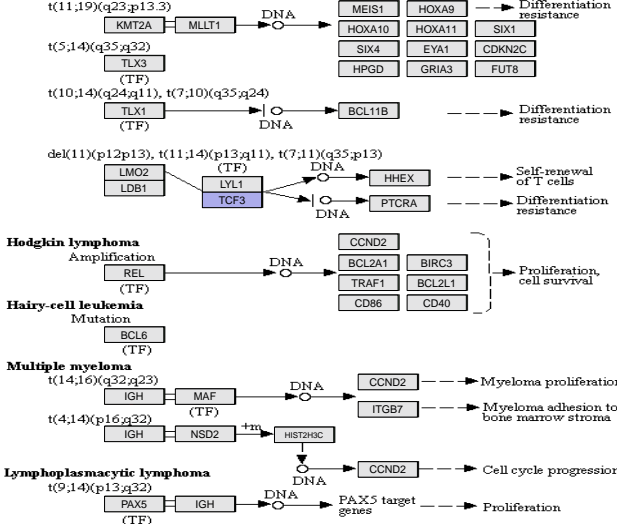 t(11;19)(q23;p13.3)
KMT2A MLLT1 DNA MEIS1 HOXA9 Differentiation resistance
HOXA10 HOXA11 SIX1
t(5;14)(q35;q32)
TLX3
(TF)
SIX4 EYA1 CDKN2C
HPGD GRIA3 FUT8
t(10;14)(q24;q11), t(7;10)(q35;q24)
TLX1
(TF)
DNA
BCL11B
Differentiation
resistance
del(11)(p12p13), t(11;14)(p13;q11), t(7;11)(q35;p13)
LMO2
LDB1
(TF)
LYL1
TCF3
DNA
HHEX
Self-renewal
of T cells
DNA
PTCRA
Differentiation
resistance
Hodgkin lymphoma
Amplification
REL
(TF)
DNA
CCND2
BCL2A1 BIRC3
TRAF1 BCL2L1
CD86 CD40
Proliferation,
cell survival
Hairy-cell leukemia
Mutation
BCL6
(TF)
Multiple myeloma
t(14;16)(q32;q23)
IGH MAF
(TF)
DNA
CCND2
Myeloma proliferation
ITGB7
Myeloma adhesion to
bone marrow stroma
t(4;14)(p16;q32)
IGH NSD2 +m HIST2H3C
DNA
CCND2
Cell cycle progression
Lymphoplasmacytic lymphoma
t(9;14)(p13;q32)
PAX5 IGH
(TF)
DNA
PAX5 target
genes
Proliferation